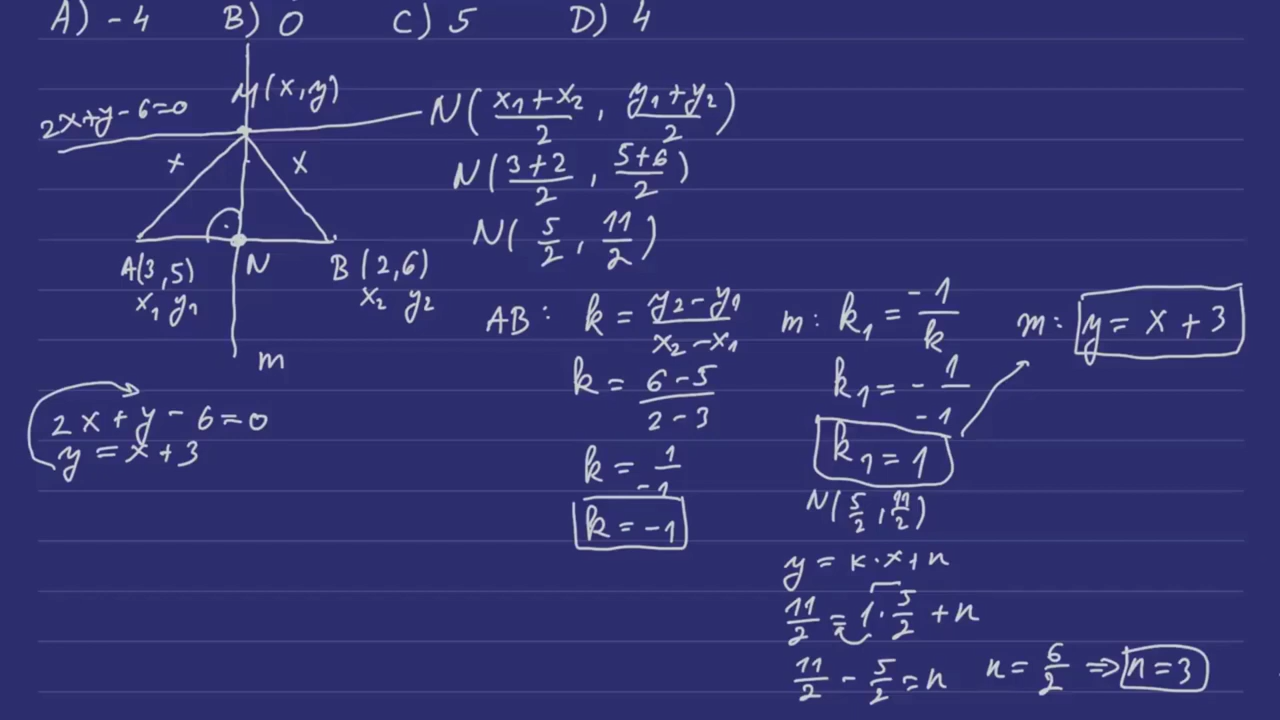 A) -4 B) 0 C) 5 D) 4
M(x,y)
2x+y-6=0
x x
A(3,5) N B(2,6)
x₁ y₁ x₂ y₂
m
N( (x₁+x₂)/2 , (y₁+y₂)/2 )
N( (3+2)/2 , (5+6)/2 )
N( 5/2 , 11/2 )
2x+y-6=0
y=x+3
AB: k = (y₂-y₁)/(x₂-x₁)
k = (6-5)/(2-3)
k = 1/-1
k = -1
m: k₁ = -1/k
k₁ = - 1/-1
k₁ = 1
N( 5/2 , 11/2 )
y = k·x+n
11/2 = 1·5/2 + n
11/2 - 5/2 = n
n = 6/2 ⇒ n=3
m: y = x+3